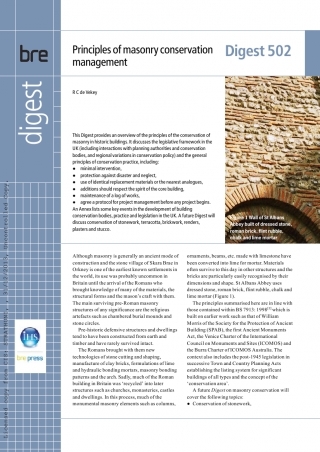 bre
digest
Principles of masonry conservation
management
Digest 502
R C de Vekey
This Digest provides an overview of the principles of the conservation
of masonry in historic buildings. It discusses the legislative framework in the
UK (including interactions with planning authorities and conservation
bodies, and regional variations in conservation policy) and the general
principles of conservation practice, including:
● minimal intervention,
● protection against disaster and neglect,
● use of identical replacement materials or the nearest analogues,
● additions should respect the spirit of the core building,
● maintenance of a log of works,
● agree a protocol for management before any project begins.
An Annex lists some key events in the development of building
conservation bodies, practice and legislation in the UK. A future Digest will
discuss conservation of stonework, terracotta, brickwork, renders,
plasters and stucco.
Figure 1 Wall of St Albans
Abbey built of dressed stone,
roman brick, flint rubble,
chalk and lime mortar
Although masonry is generally an ancient mode of
construction and the stone village of Skara Brae in
Orkney is one of the earliest known settlements in
the world, its use was probably uncommon in
Britain until the arrival of the Romans who
brought knowledge of many of the materials, the
structural forms and the mason's craft with them.
The main surviving pre-Roman masonry
structures of any significance are the religious
artefacts such as chambered burial mounds and
stone circles.
Pre-historic defensive structures and dwellings
tend to have been constructed from earth and
timber and have rarely survived intact.
The Romans brought with them new
technologies of stone cutting and shaping,
manufacture of clay bricks, formulations of lime
and hydraulic bonding mortars, masonry bonding
patterns and the arch. Sadly, much of the Roman
building in Britain was 'recycled' into later
structures such as churches, monasteries, castles
and dwellings. In this process, much of the
monumental masonry elements such as columns,
ornaments, beams, etc. made with limestone have
been converted into lime for mortar. Materials
often survive to this day in other structures and the
bricks are particularly easily recognised by their
dimensions and shape. St Albans Abbey uses
dressed stone, roman brick, flint rubble, chalk and
lime mortar (Figure 1).
The principles summarised here are in line with
those contained within BS 7913: 1998[1] which is
built on earlier work such as that of William
Morris of the Society for the Protection of Ancient
Building (SPAB), the first Ancient Monuments
Act, the Venice Charter of the International
Council on Monuments and Sites (ICOMOS) and
the Burra Charter of ICOMOS Australia. The
context also includes the post-1945 legislation in
successive Town and Country Planning Acts
establishing the listing system for significant
buildings of all types and the concept of the
'conservation area'.
A future Digest on masonry conservation will
cover the following topics:
● Conservation of stonework,
IHS
bre press